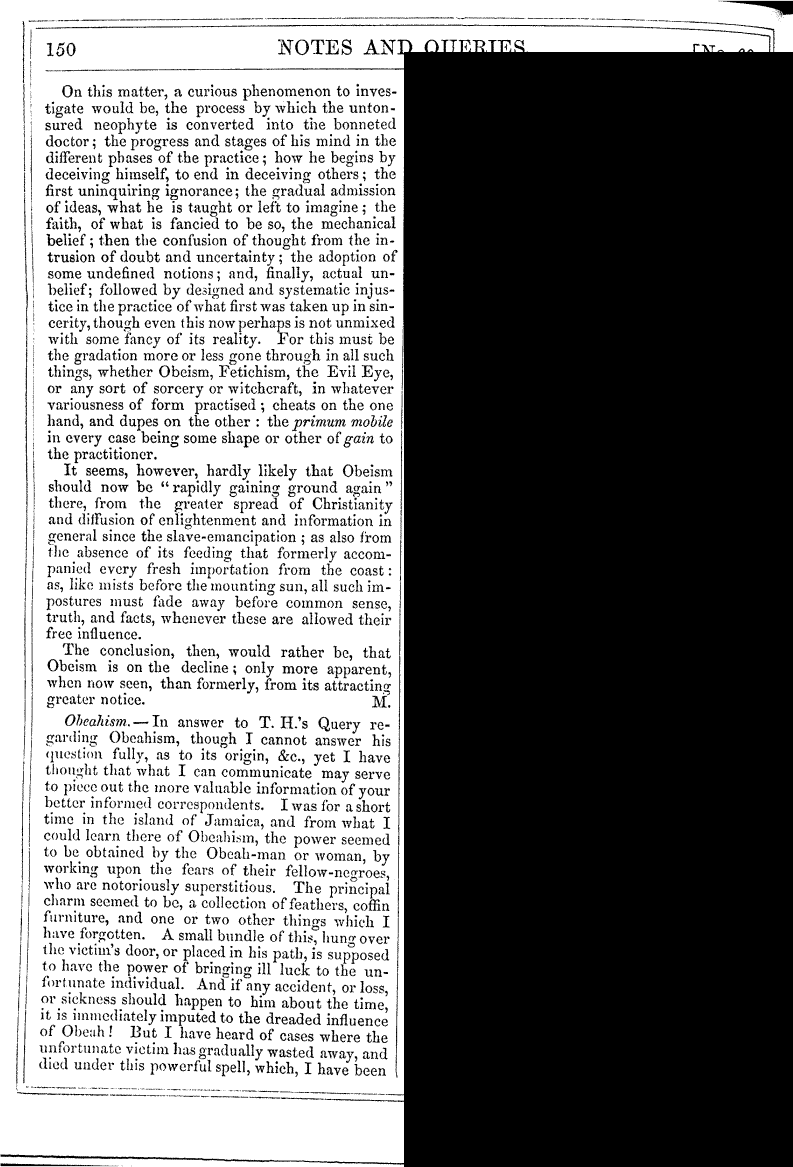 150 NOTES AND QUERIES.
On this matter, a curious phenomenon to inves-
tigate would be, the process by which the unton-
sured neophyte is converted into the bonneted
doctor; the progress and stages of his mind in the
different phases of the practice; how he begins by
deceiving himself, to end in deceiving others; the
first uninquiring ignorance; the gradual admission
of ideas, what he is taught or left to imagine; the
faith, of what is fancied to be so, the mechanical
belief; then the confusion of thought from the in-
trusion of doubt and uncertainty; the adoption of
some undefined notions; and, finally, actual un-
belief; followed by designed and systematic injus-
tice in the practice of what first was taken up in sin-
cerity, though even this now perhaps is not unmixed
with some fancy of its reality. For this must be
the gradation more or less gone through in all such
things, whether Obeism, Fetichism, the Evil Eye,
or any sort of sorcery or witchcraft, in whatever
variousness of form practised; cheats on the one
hand, and dupes on the other: the primum mobile
in every case being some shape or other of gain to
the practitioner.
It seems, however, hardly likely that Obeism
should now be "rapidly gaining ground again"
there, from the greater spread of Christianity
and diffusion of enlightenment and information in
general since the slave-emancipation; as also from
the absence of its feeding that formerly accom-
panied every fresh importation from the coast:
as, like mists before the mounting sun, all such im-
postures must fade away before common sense,
truth, and facts, whenever these are allowed their
free influence.
The conclusion, then, would rather be, that
Obeism is on the decline; only more apparent,
when now seen, than formerly, from its attracting
greater notice. M.
Obeahism.—In answer to T. H.'s Query re-
garding Obeahism, though I cannot answer his
question fully, as to its origin, &c., yet I have
thought that what I can communicate may serve
to piece out the more valuable information of your
better informed correspondents. I was for a short
time in the island of Jamaica, and from what I
could learn there of Obeahism, the power seemed
to be obtained by the Obeah-man or woman, by
working upon the fears of their fellow-negroes,
who are notoriously superstitious. The principal
charm seemed to be, a collection of feathers, coffin
furniture, and one or two other things which I
have forgotten. A small bundle of this, hung over
the victim's door, or placed in his path, is supposed
to have the power of bringing ill luck to the un-
fortunate individual. And if any accident, or loss,
or sickness should happen to him about the time,
it is immediately imputed to the dreaded influence
of Obeah! But I have heard of cases where the
unfortunate victim has gradually wasted away, and
died under this powerful spell, which, I have been